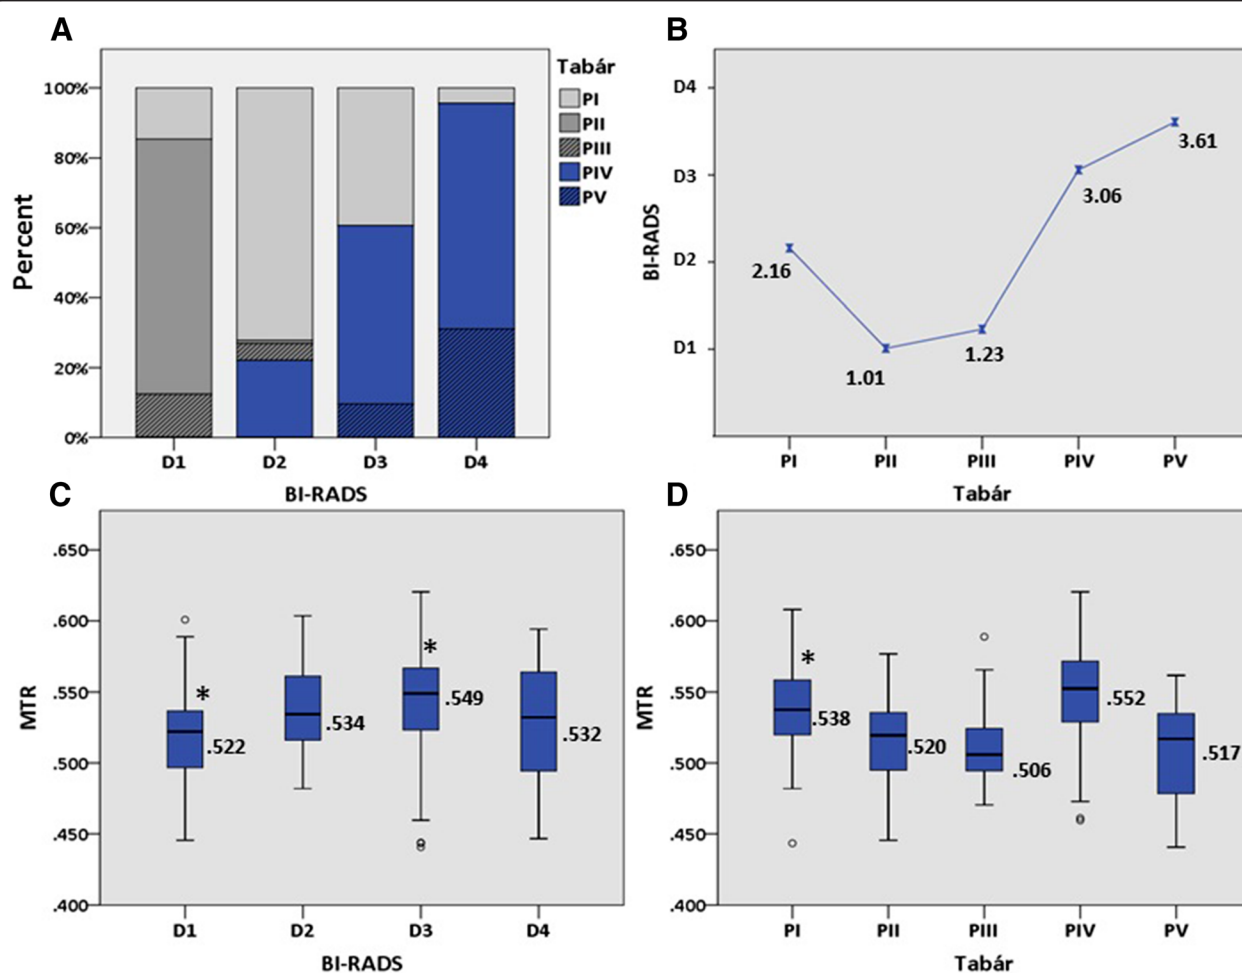 A
Tabár
PI
PII
PIII
PIV
PV
100%
80%
60%
40%
20%
0%
Percent
D1 D2 D3 D4
BI-RADS
B
D4
D3
D2
D1
BI-RADS
2.16
1.01
1.23
3.06
3.61
PI PII PIII PIV PV
Tabár
C
.650
.600
.550
.500
.450
.400
MTR
*
.522
.534
*
.549
.532
D1 D2 D3 D4
BI-RADS
D
.650
.600
.550
.500
.450
.400
MTR
*
.538
.520
.506
.552
.517
PI PII PIII PIV PV
Tabár